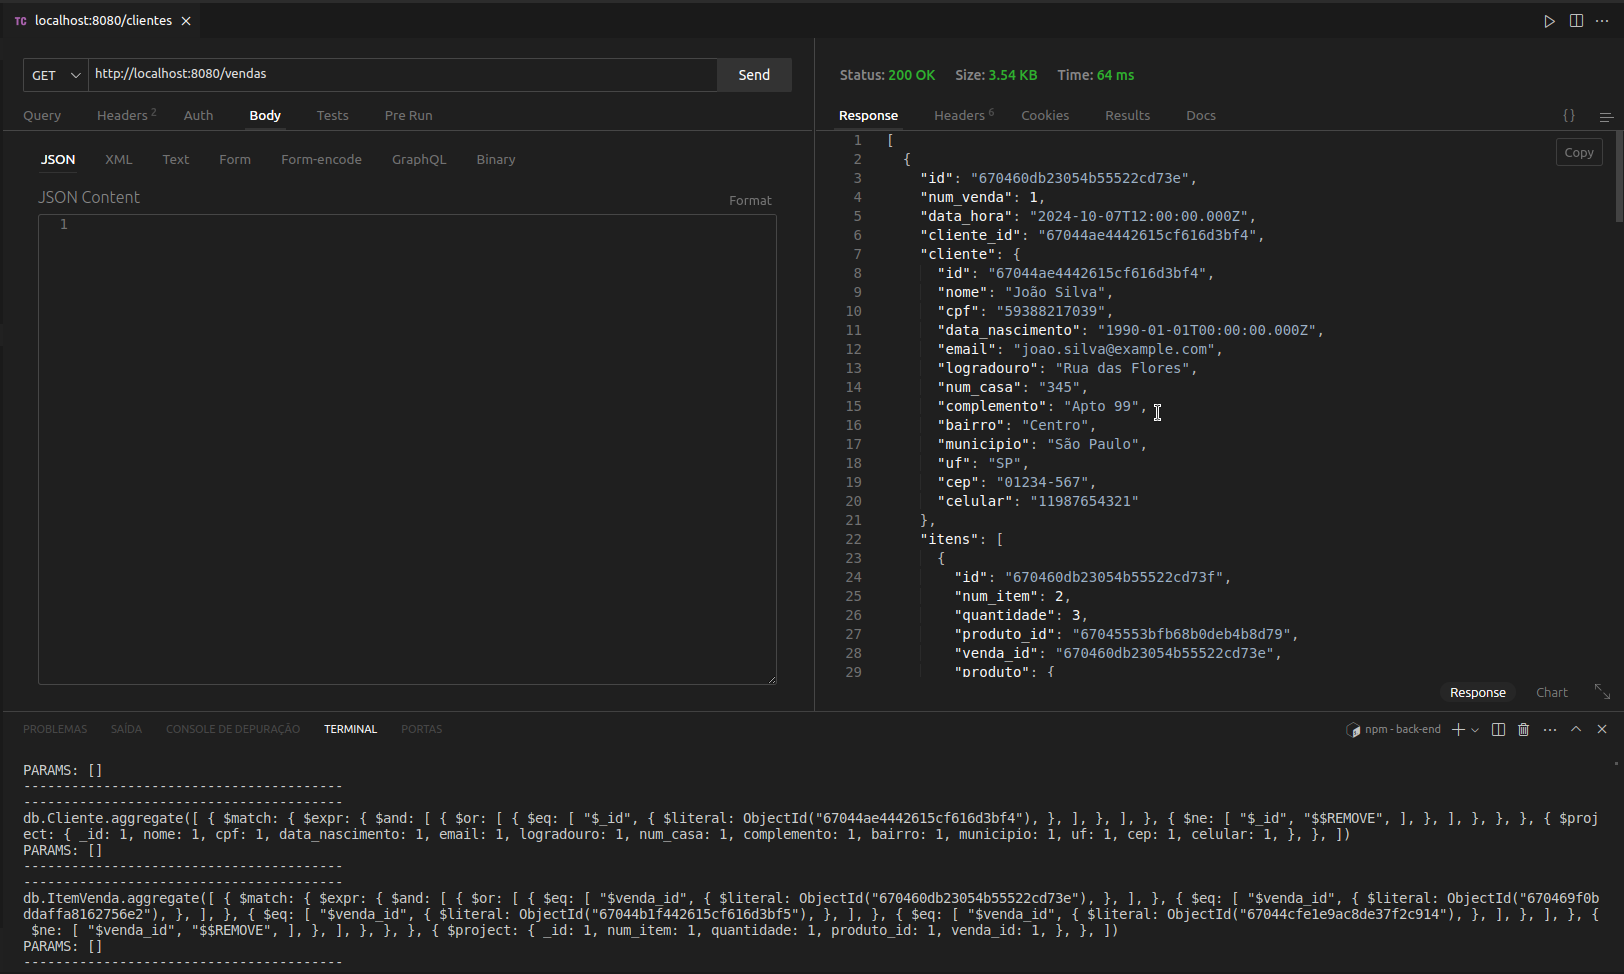 TC localhost:8080/clientes
GET http://localhost:8080/vendas Send
Query Headers 2 Auth Body Tests Pre Run
JSON XML Text Form Form-encode GraphQL Binary
JSON Content Format
1
Status: 200 OK Size: 3.54 KB Time: 64 ms
Response Headers 6 Cookies Results Docs {}
Copy
1 [
2 {
3 "id": "670460db23054b55522cd73e",
4 "num_venda": 1,
5 "data_hora": "2024-10-07T12:00:00.000Z",
6 "cliente_id": "67044ae4442615cf616d3bf4",
7 "cliente": {
8 "id": "67044ae4442615cf616d3bf4",
9 "nome": "João Silva",
10 "cpf": "59388217039",
11 "data_nascimento": "1990-01-01T00:00:00.000Z",
12 "email": "joao.silva@example.com",
13 "logradouro": "Rua das Flores",
14 "num_casa": "345",
15 "complemento": "Apto 99",
16 "bairro": "Centro",
17 "municipio": "São Paulo",
18 "uf": "SP",
19 "cep": "01234-567",
20 "celular": "11987654321"
21 },
22 "itens": [
23 {
24 "id": "670460db23054b55522cd73f",
25 "num_item": 2,
26 "quantidade": 3,
27 "produto_id": "67045553bfb68b0deb4b8d79",
28 "venda_id": "670460db23054b55522cd73e",
29 "produto": {
Response Chart
PROBLEMAS SAÍDA CONSOLE DE DEPURAÇÃO TERMINAL PORTAS npm - back-end
PARAMS: []
----------------------------------------
----------------------------------------
db.Cliente.aggregate([ { $match: { $expr: { $and: [ { $or: [ { $eq: [ "$_id", { $literal: ObjectId("67044ae4442615cf616d3bf4"), }, ], }, ], }, { $ne: [ "$_id", "$$REMOVE", ], }, ], }, }, }, { $proj
ect: { _id: 1, nome: 1, cpf: 1, data_nascimento: 1, email: 1, logradouro: 1, num_casa: 1, complemento: 1, bairro: 1, municipio: 1, uf: 1, cep: 1, celular: 1, }, }, ])
PARAMS: []
----------------------------------------
----------------------------------------
db.ItemVenda.aggregate([ { $match: { $expr: { $and: [ { $or: [ { $eq: [ "$venda_id", { $literal: ObjectId("670460db23054b55522cd73e"), }, ], }, { $eq: [ "$venda_id", { $literal: ObjectId("670469f0b
ddaffa8162756e2"), }, ], }, { $eq: [ "$venda_id", { $literal: ObjectId("67044b1f442615cf616d3bf5"), }, ], }, { $eq: [ "$venda_id", { $literal: ObjectId("67044cfe1e9ac8de37f2c914"), }, ], }, ], }, {
$ne: [ "$venda_id", "$$REMOVE", ], }, ], }, }, }, { $project: { _id: 1, num_item: 1, quantidade: 1, produto_id: 1, venda_id: 1, }, }, ])
PARAMS: []
----------------------------------------